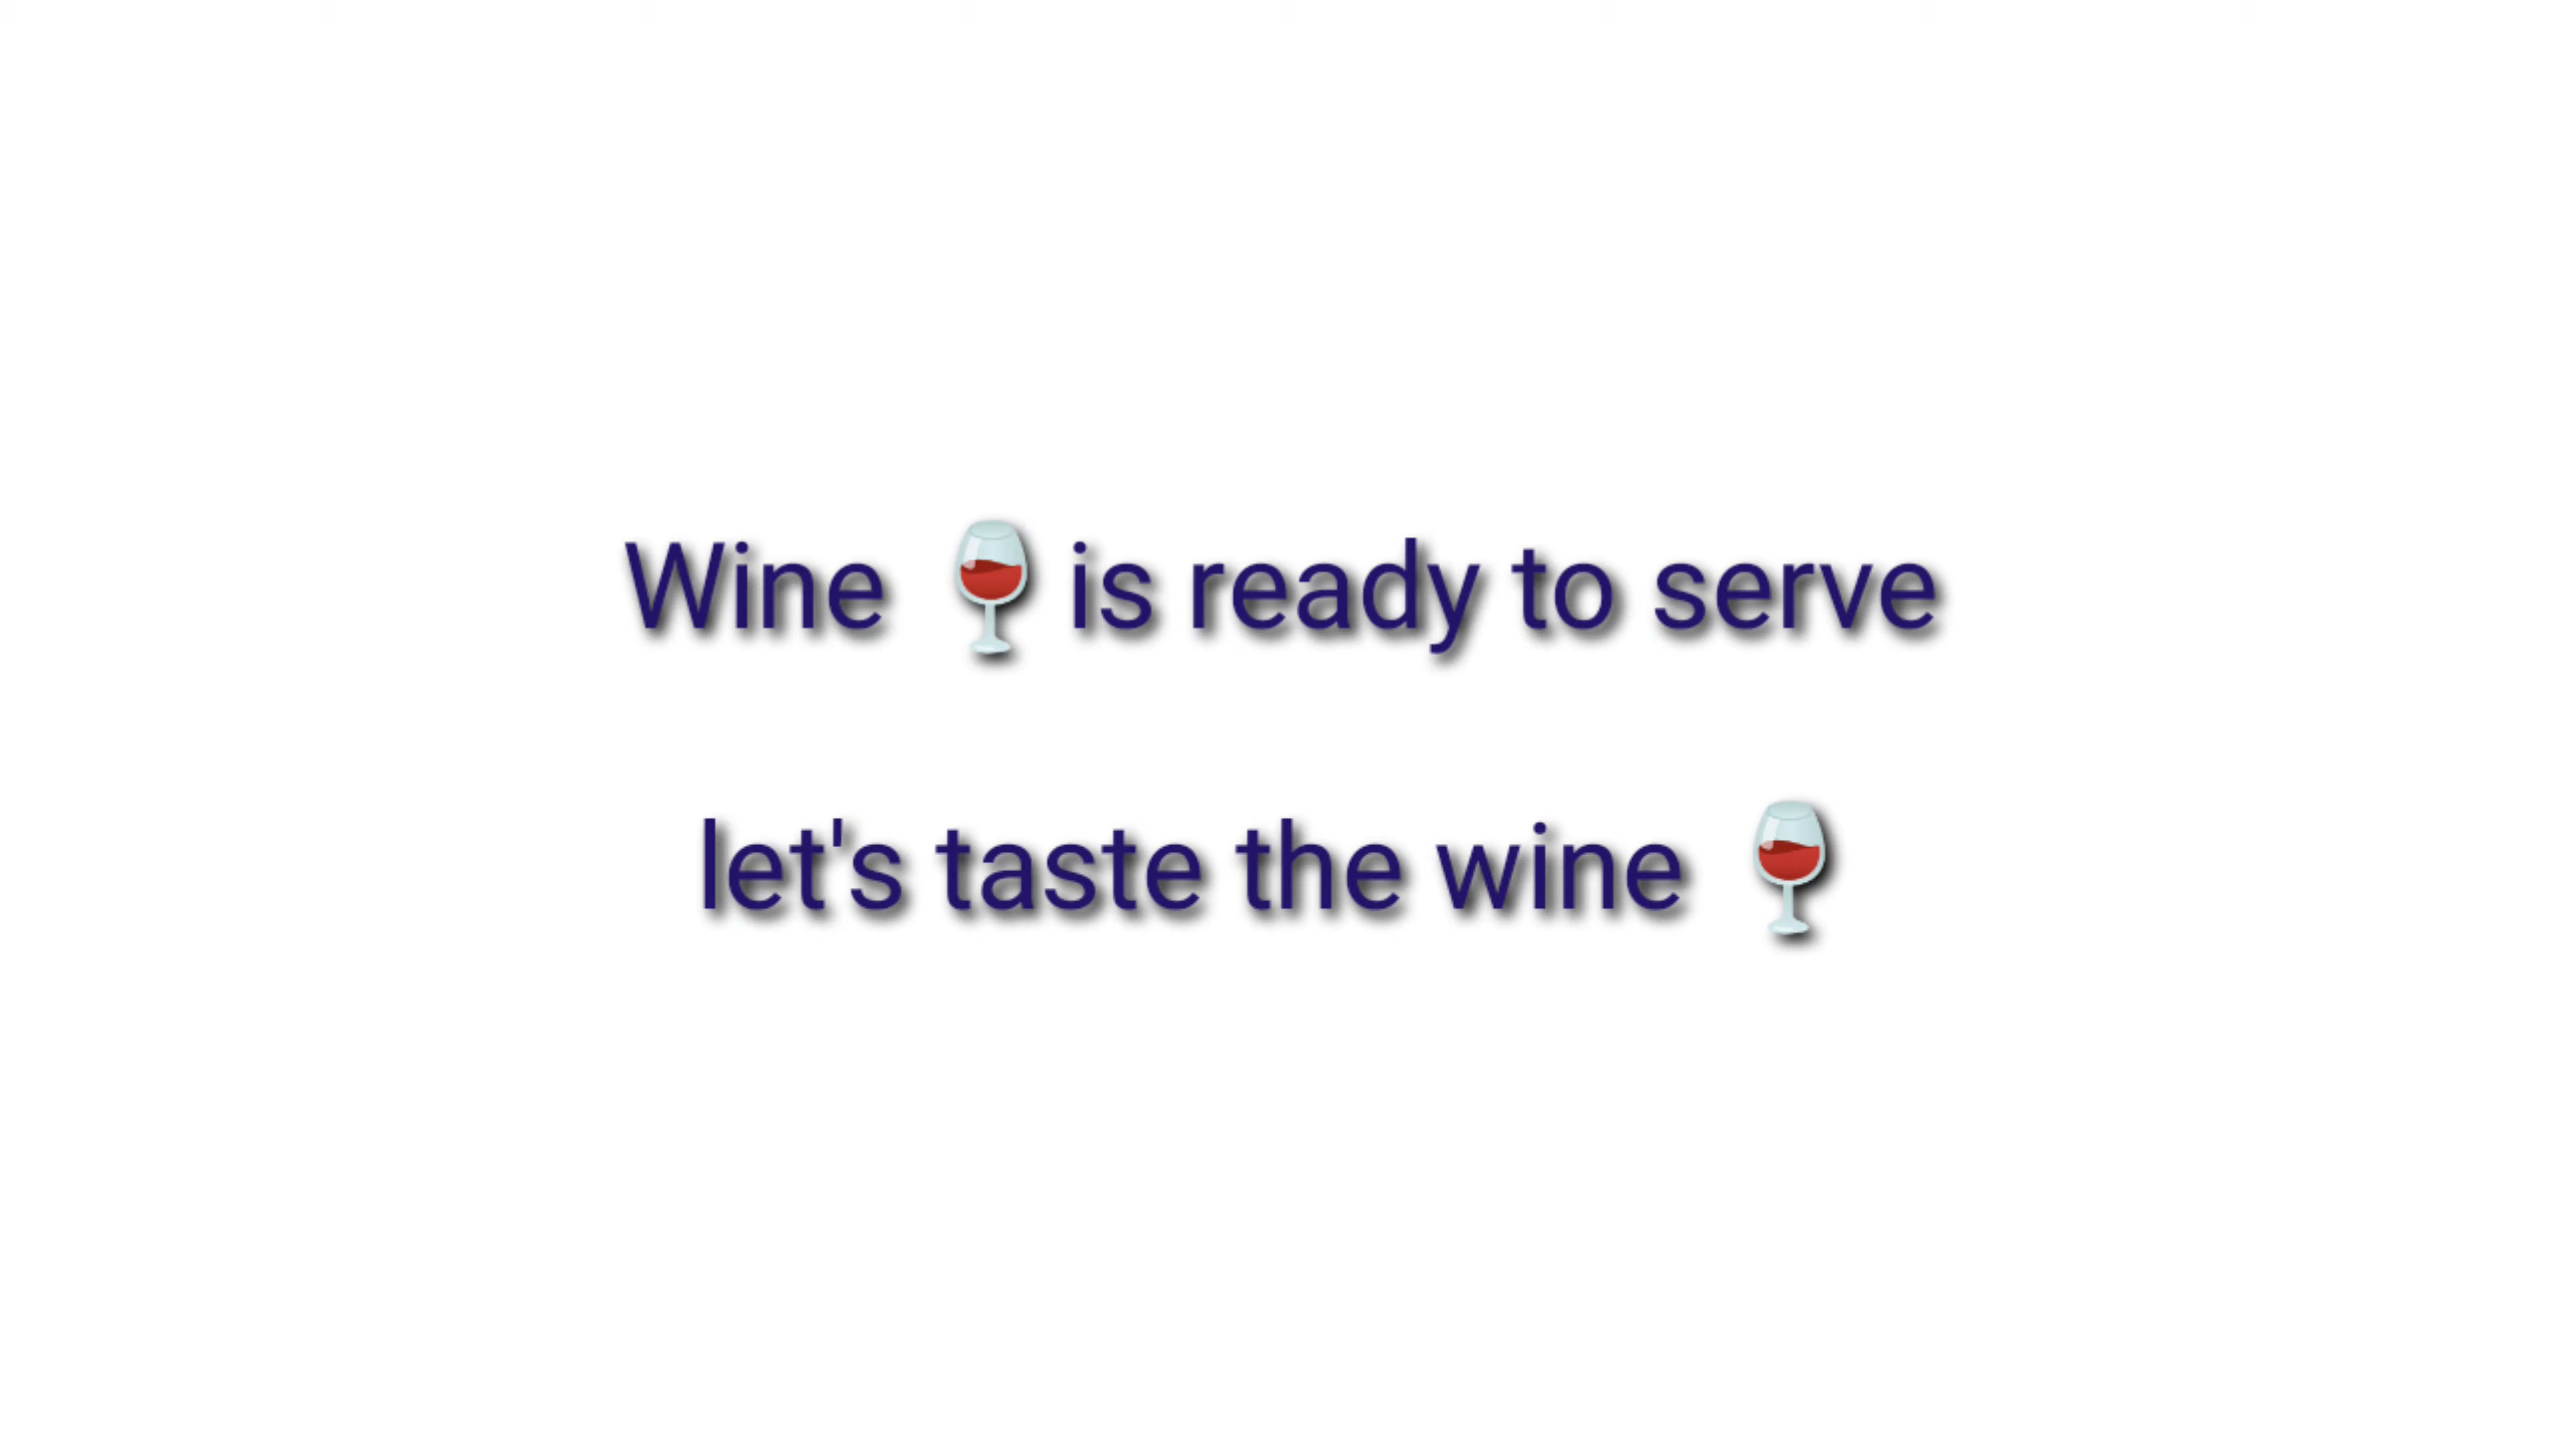 Wine 🍷 is ready to serve
let's taste the wine 🍷